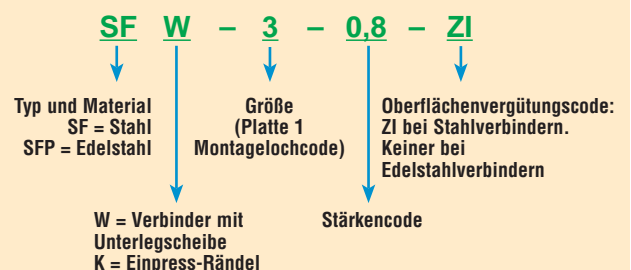 SF W – 3 – 0,8 – ZI
Typ und Material
SF = Stahl
SFP = Edelstahl
Größe
(Platte 1
Montagelochcode)
Oberflächenvergütungscode:
ZI bei Stahlverbindern.
Keiner bei
Edelstahlverbindern
W = Verbinder mit
Unterlegscheibe
K = Einpress-Rändel
Stärkencode